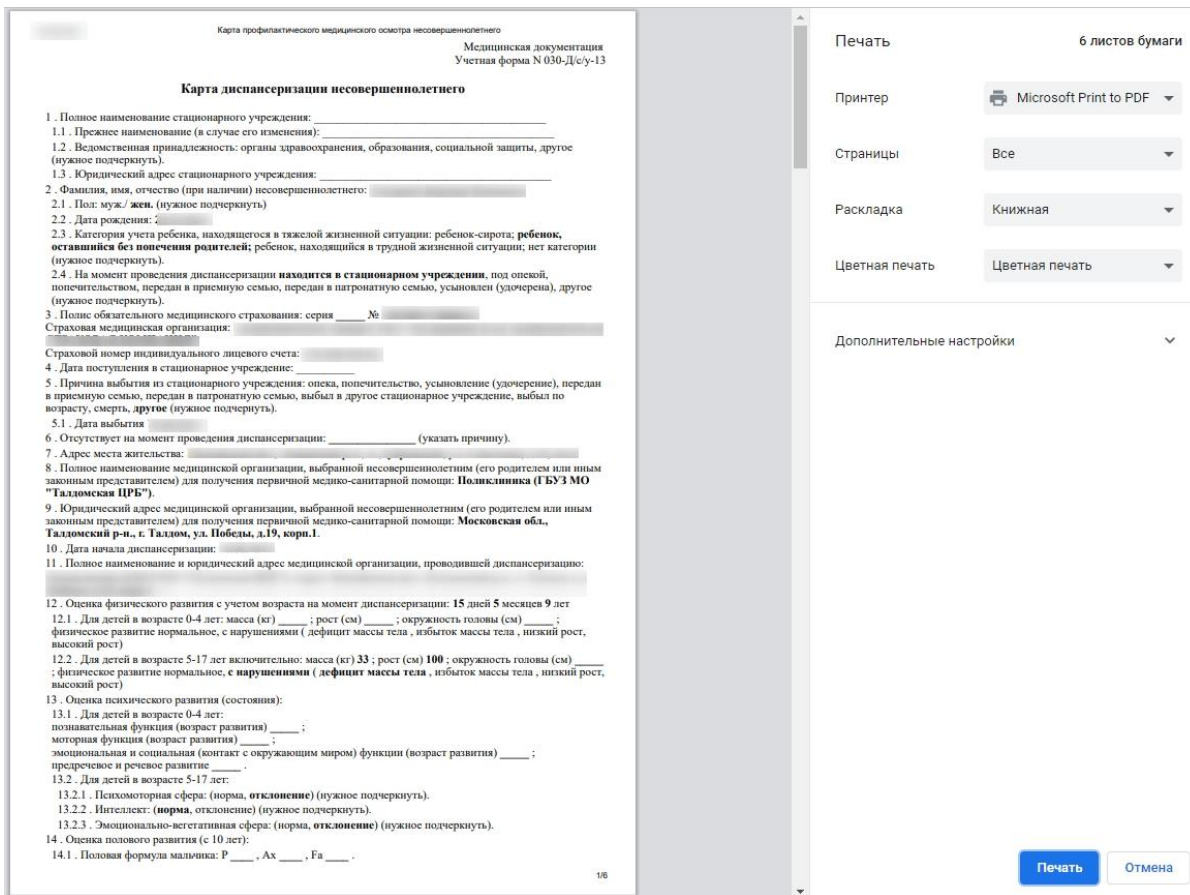 Карта профилактического медицинского осмотра несовершеннолетнего
Медицинская документация
Учетная форма N 030-Д/с/у-13
Карта диспансеризации несовершеннолетнего
1 . Полное наименование стационарного учреждения: ____
1.1 . Прежнее наименование (в случае его изменения): ____
1.2 . Ведомственная принадлежность: органы здравоохранения, образования, социальной защиты, другое
(нужное подчеркнуть).
1.3 . Юридический адрес стационарного учреждения: ____
2 . Фамилия, имя, отчество (при наличии) несовершеннолетнего:
2.1 . Пол: муж./ жен. (нужное подчеркнуть)
2.2 . Дата рождения: 2
2.3 . Категория учета ребенка, находящегося в тяжелой жизненной ситуации: ребенок-сирота; ребенок,
оставшийся без попечения родителей; ребенок, находящийся в трудной жизненной ситуации; нет категории
(нужное подчеркнуть).
2.4 . На момент проведения диспансеризации находится в стационарном учреждении, под опекой,
попечительством, передан в приемную семью, передан в патронатную семью, усыновлен (удочерена), другое
(нужное подчеркнуть).
3 . Полис обязательного медицинского страхования: серия _____ №
Страховая медицинская организация:
Страховой номер индивидуального лицевого счета:
4 . Дата поступления в стационарное учреждение: ____
5 . Причина выбытия из стационарного учреждения: опека, попечительство, усыновление (удочерение), передан
в приемную семью, передан в патронатную семью, выбыл в другое стационарное учреждение, выбыл по
возрасту, смерть, другое (нужное подчернуть).
5.1 . Дата выбытия
6 . Отсутствует на момент проведения диспансеризации: ____ (указать причину).
7 . Адрес места жительства:
8 . Полное наименование медицинской организации, выбранной несовершеннолетним (его родителем или иным
законным представителем) для получения первичной медико-санитарной помощи: Поликлиника (ГБУЗ МО
"Талдомская ЦРБ").
9 . Юридический адрес медицинской организации, выбранной несовершеннолетним (его родителем или иным
законным представителем) для получения первичной медико-санитарной помощи: Московская обл.,
Талдомский р-н., г. Талдом, ул. Победы, д.19, корп.1.
10 . Дата начала диспансеризации:
11 . Полное наименование и юридический адрес медицинской организации, проводившей диспансеризацию:
12 . Оценка физического развития с учетом возраста на момент диспансеризации: 15 дней 5 месяцев 9 лет
12.1 . Для детей в возрасте 0-4 лет: масса (кг) _____ ; рост (см) _____ ; окружность головы (см) _____ ;
физическое развитие нормальное, с нарушениями ( дефицит массы тела , избыток массы тела , низкий рост,
высокий рост)
12.2 . Для детей в возрасте 5-17 лет включительно: масса (кг) 33 ; рост (см) 100 ; окружность головы (см) _____
; физическое развитие нормальное, с нарушениями ( дефицит массы тела , избыток массы тела , низкий рост,
высокий рост)
13 . Оценка психического развития (состояния):
13.1 . Для детей в возрасте 0-4 лет:
познавательная функция (возраст развития) _____ ;
моторная функция (возраст развития) _____ ;
эмоциональная и социальная (контакт с окружающим миром) функции (возраст развития) _____ ;
предречевое и речевое развитие _____ .
13.2 . Для детей в возрасте 5-17 лет:
13.2.1 . Психомоторная сфера: (норма, отклонение) (нужное подчеркнуть).
13.2.2 . Интеллект: (норма, отклонение) (нужное подчеркнуть).
13.2.3 . Эмоционально-вегетативная сфера: (норма, отклонение) (нужное подчеркнуть).
14 . Оценка полового развития (с 10 лет):
14.1 . Половая формула мальчика: P ____ , Ax ____ , Fa ____ .
1/6
Печать 6 листов бумаги
Принтер Microsoft Print to PDF
Страницы Все
Раскладка Книжная
Цветная печать Цветная печать
Дополнительные настройки
Печать Отмена